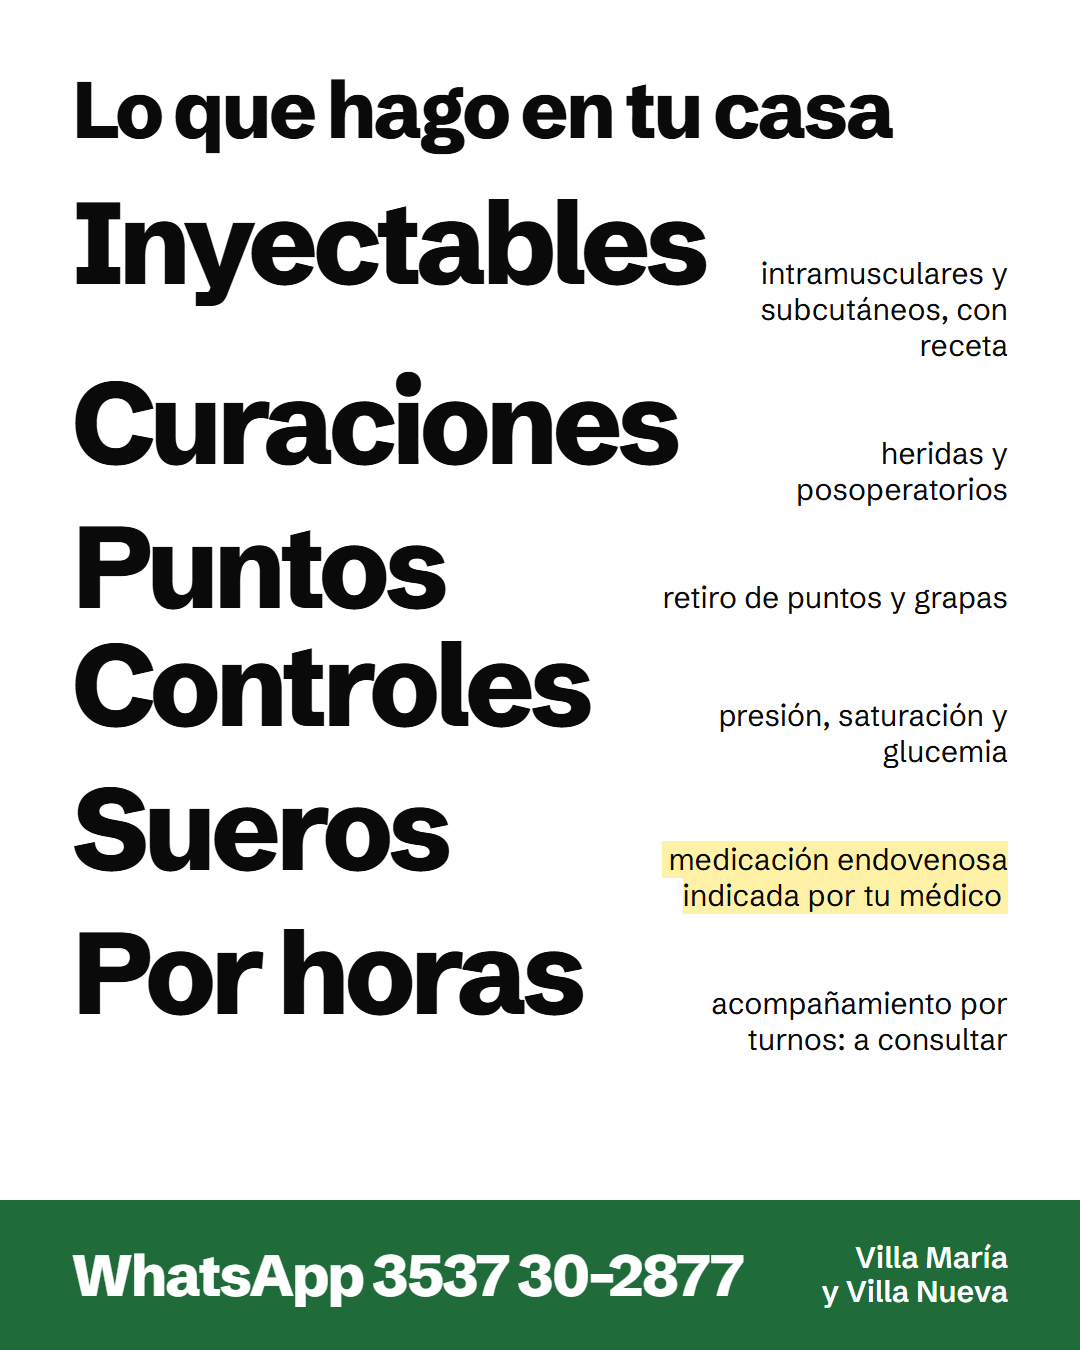 Lo que hago en tu casa
Inyectables
intramusculares y
subcutáneos, con
receta
Curaciones
heridas y
posoperatorios
Puntos
retiro de puntos y grapas
Controles
presión, saturación y
glucemia
Sueros
medicación endovenosa
indicada por tu médico
Por horas
acompañamiento por
turnos: a consultar
WhatsApp 3537 30-2877
Villa María
y Villa Nueva